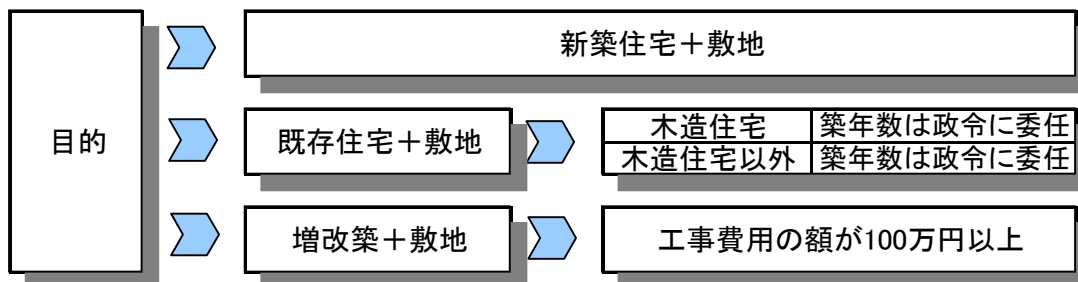 目的
新築住宅＋敷地
既存住宅＋敷地
木造住宅 築年数は政令に委任
木造住宅以外 築年数は政令に委任
増改築＋敷地
工事費用の額が100万円以上